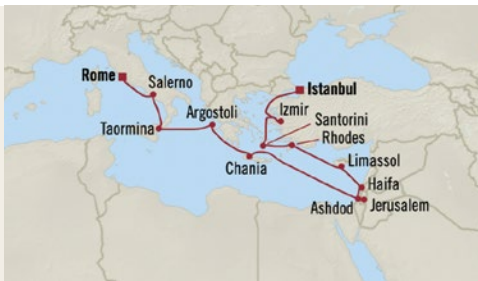 Rome
Salerno
Istanbul
Izmir
Argostoli
Santorini
Taormina
Rhodes
Chania
Limassol
Haifa
Ashdod
Jerusalem